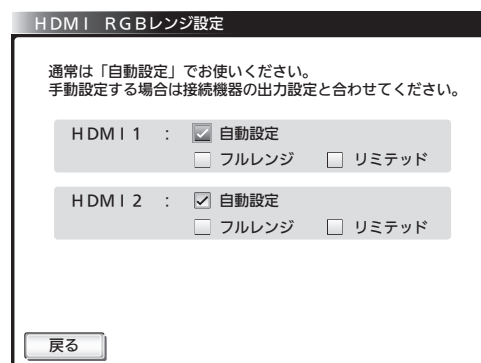 HDMI RGBレンジ設定
通常は「自動設定」でお使いください。
手動設定する場合は接続機器の出力設定と合わせてください。
HDMI1 : 自動設定
フルレンジ リミテッド
HDMI2 : 自動設定
フルレンジ リミテッド
戻る